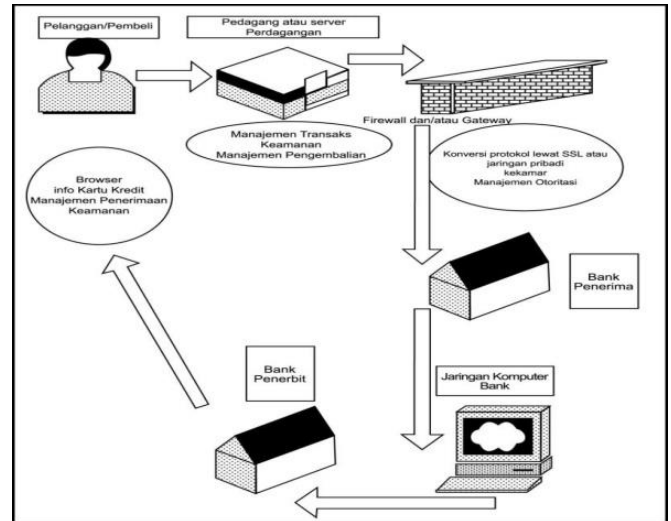 Pelanggan/Pembeli
Pedagang atau server
Perdagangan
Firewall dan/atau Gateway
Manajemen Transaks
Keamanan
Manajemen Pengembalian
Konversi protokol lewat SSL atau
jaringan pribadi
kekamar
Manajemen Otoritasi
Browser
info Kartu Kredit
Manajemen Penerimaan
Keamanan
Bank
Penerima
Bank
Penerbit
Jaringan Komputer
Bank